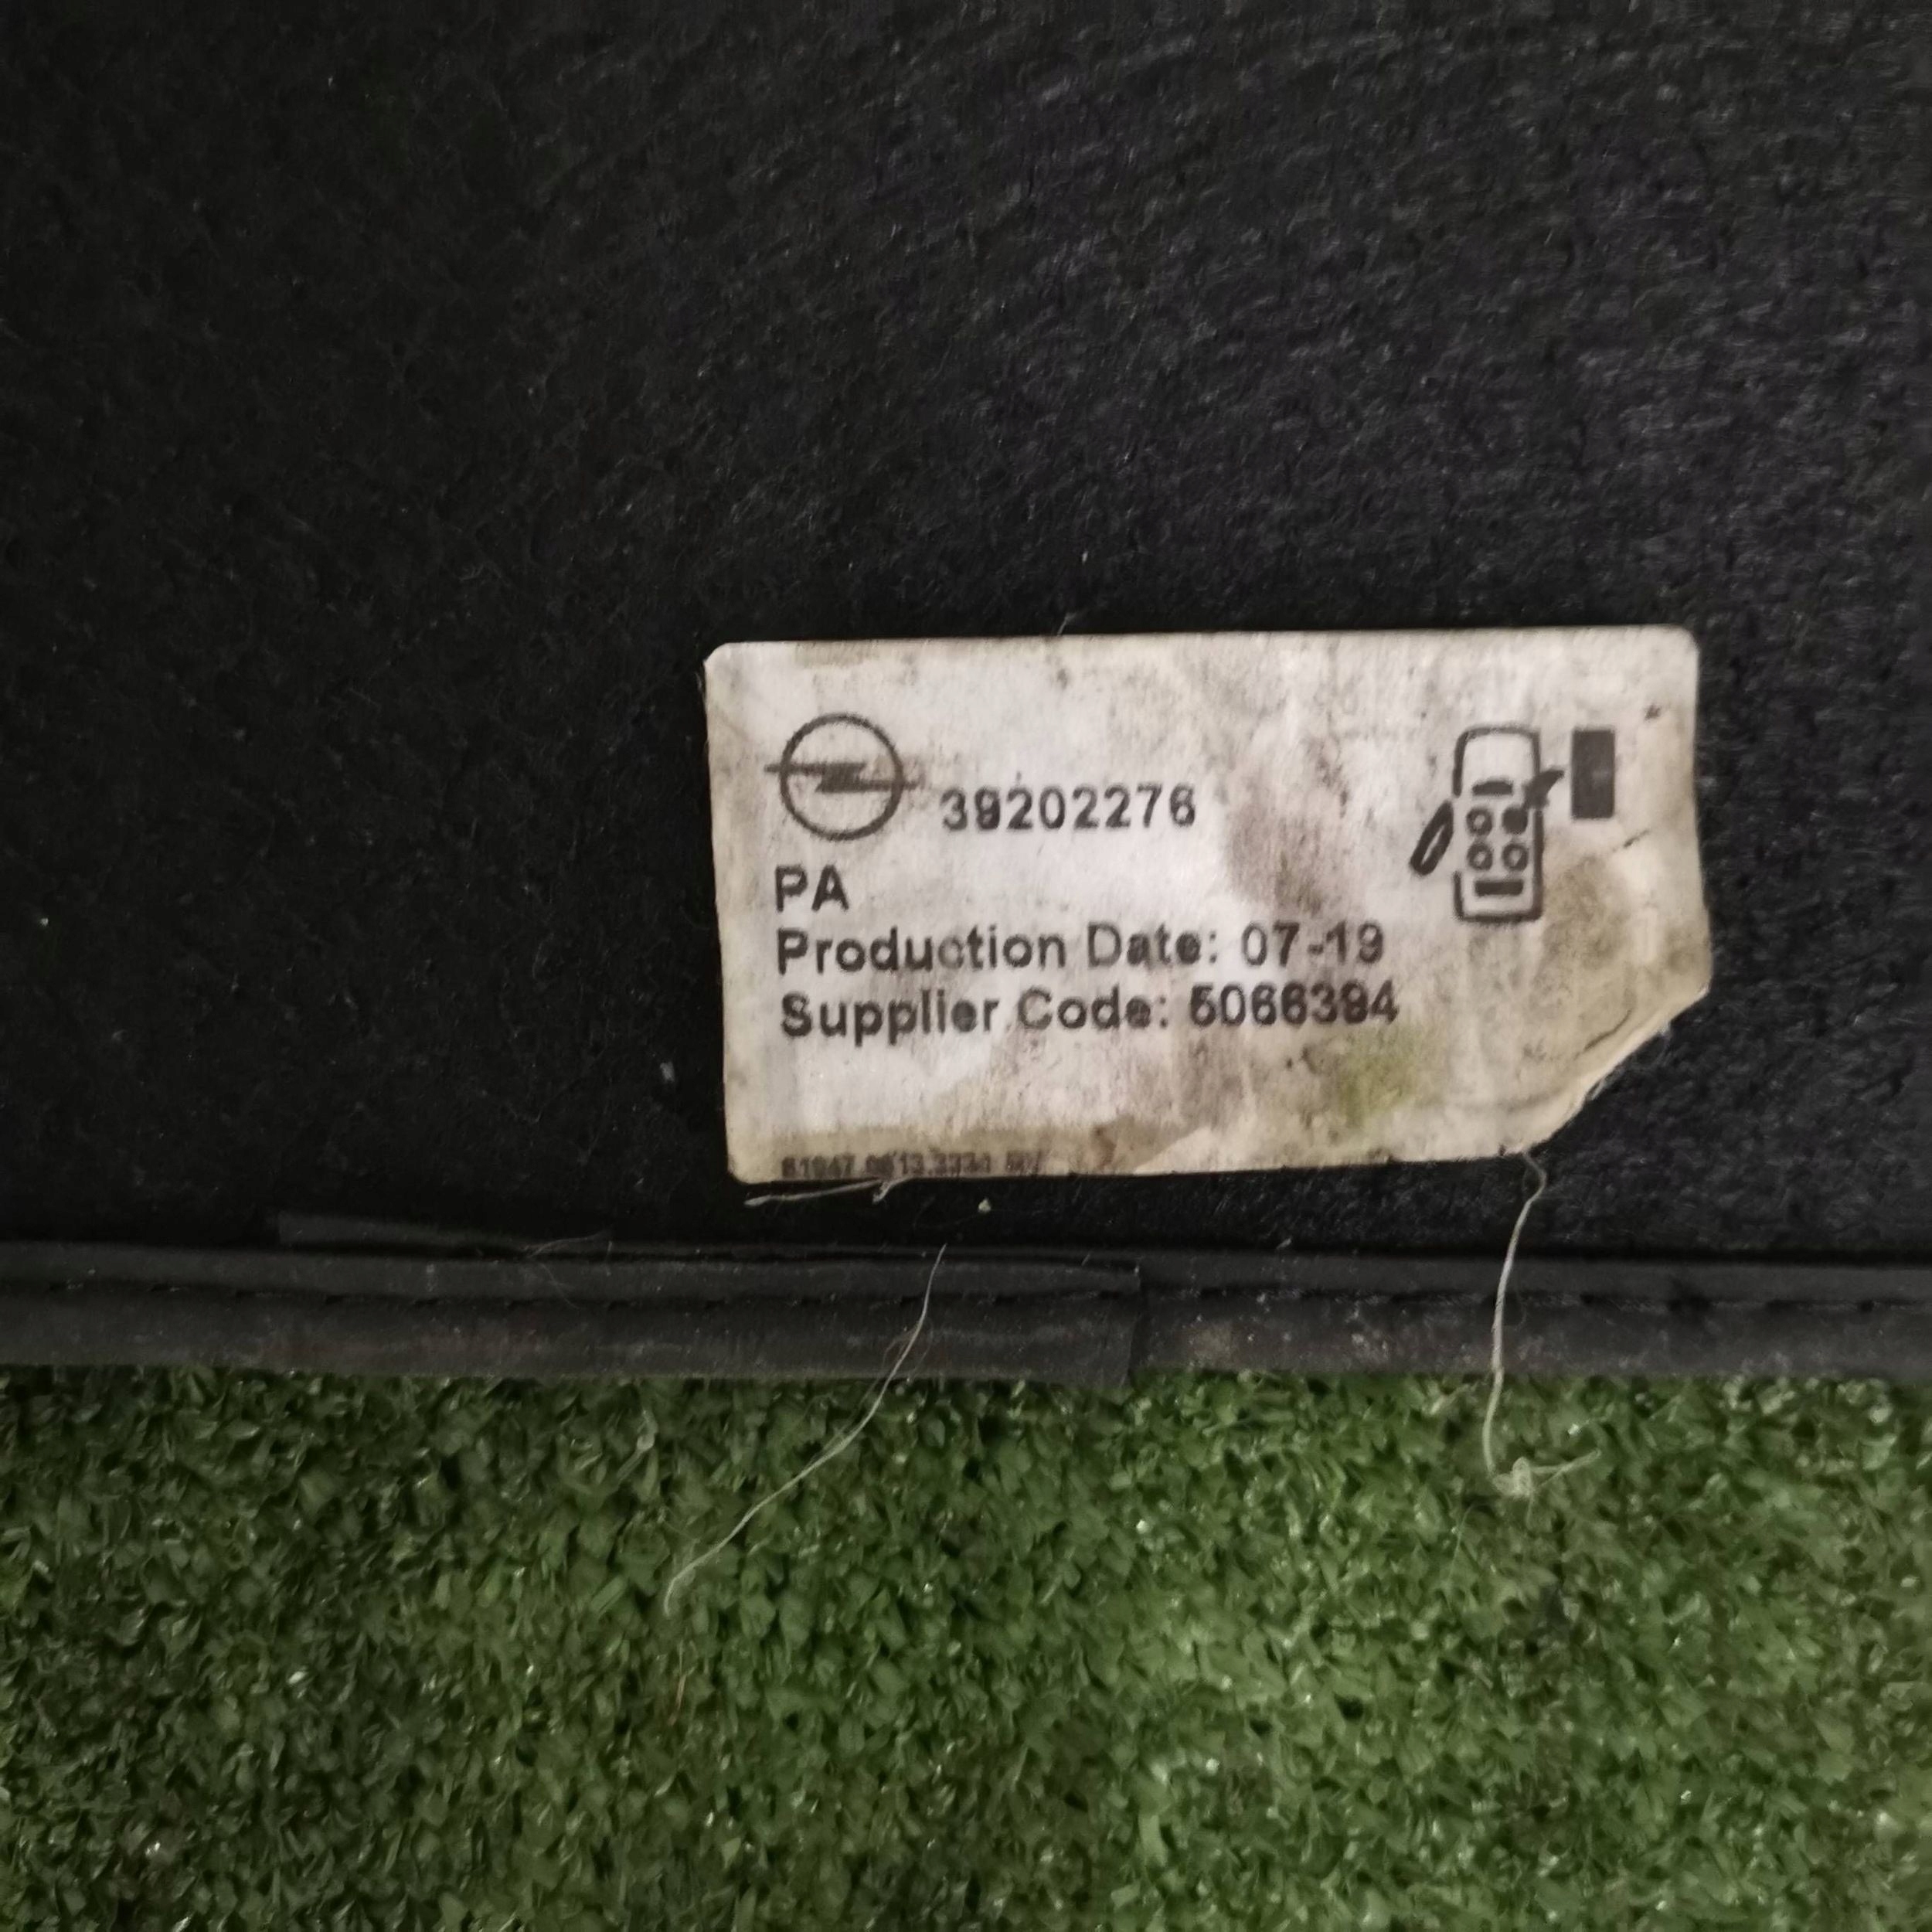 39202276
PA
Production Date: 07-19
Supplier Code: 5066394